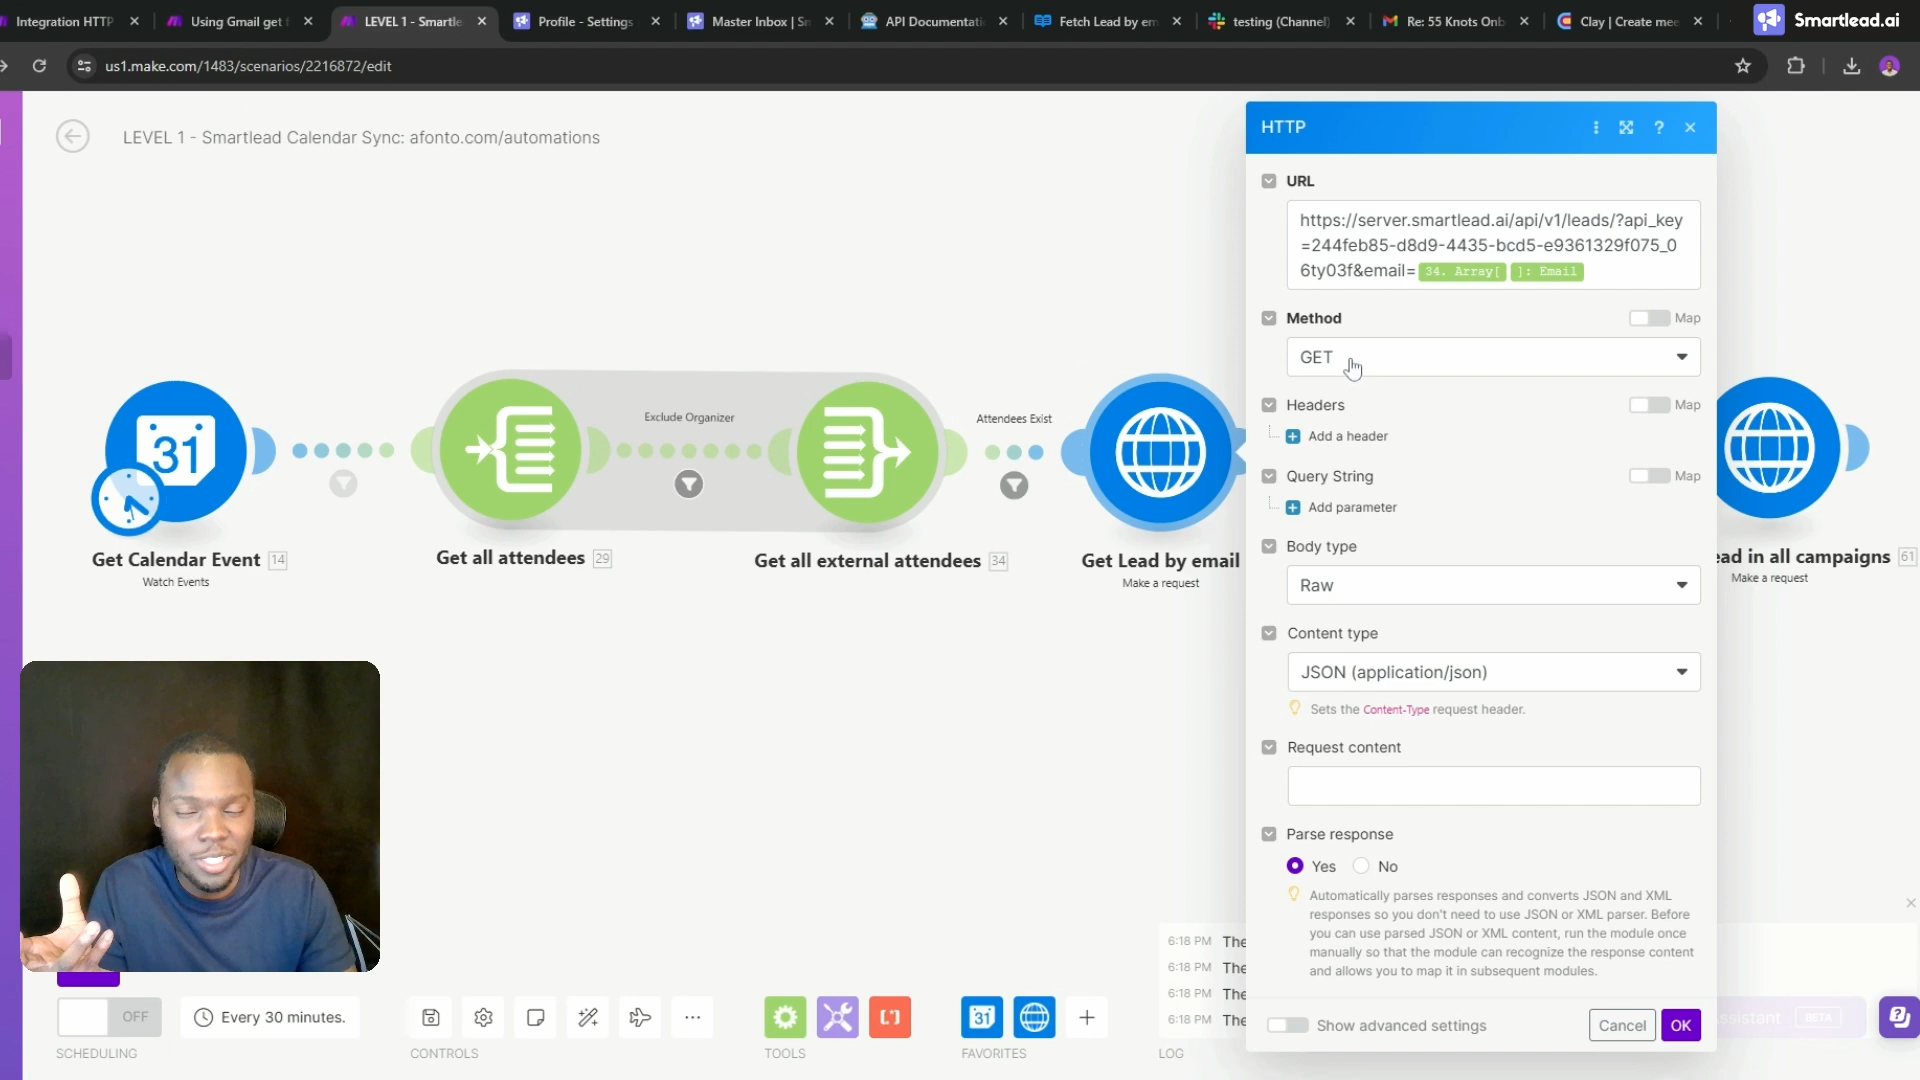 Integration HTTP
Using Gmail get f
LEVEL 1 - Smartle
Profile - Settings
Master Inbox | Sm
API Documentati
Fetch Lead by em
testing (Channel)
Re: 55 Knots Onb
Clay | Create mee
Smartlead.ai
us1.make.com/1483/scenarios/2216872/edit
LEVEL 1 - Smartlead Calendar Sync: afonto.com/automations
HTTP
URL
https://server.smartlead.ai/api/v1/leads/?api_key
=244feb85-d8d9-4435-bcd5-e9361329f075_0
6ty03f&email= 34. Array[ ]: Email
Method
Map
GET
Headers
Map
Add a header
Query String
Map
Add parameter
Body type
Raw
Content type
JSON (application/json)
Sets the Content-Type request header.
Request content
Parse response
Yes
No
Automatically parses responses and converts JSON and XML
responses so you don't need to use JSON or XML parser. Before
you can use parsed JSON or XML content, run the module once
manually so that the module can recognize the response content
and allows you to map it in subsequent modules.
Show advanced settings
Cancel
OK
31
Exclude Organizer
Attendees Exist
Get Calendar Event 14
Watch Events
Get all attendees 29
Get all external attendees 34
Get Lead by email
Make a request
ead in all campaigns 61
Make a request
6:18 PM The
6:18 PM The
6:18 PM The
6:18 PM The
OFF
Every 30 minutes.
31
ssistant
BETA
SCHEDULING
CONTROLS
TOOLS
FAVORITES
LOG